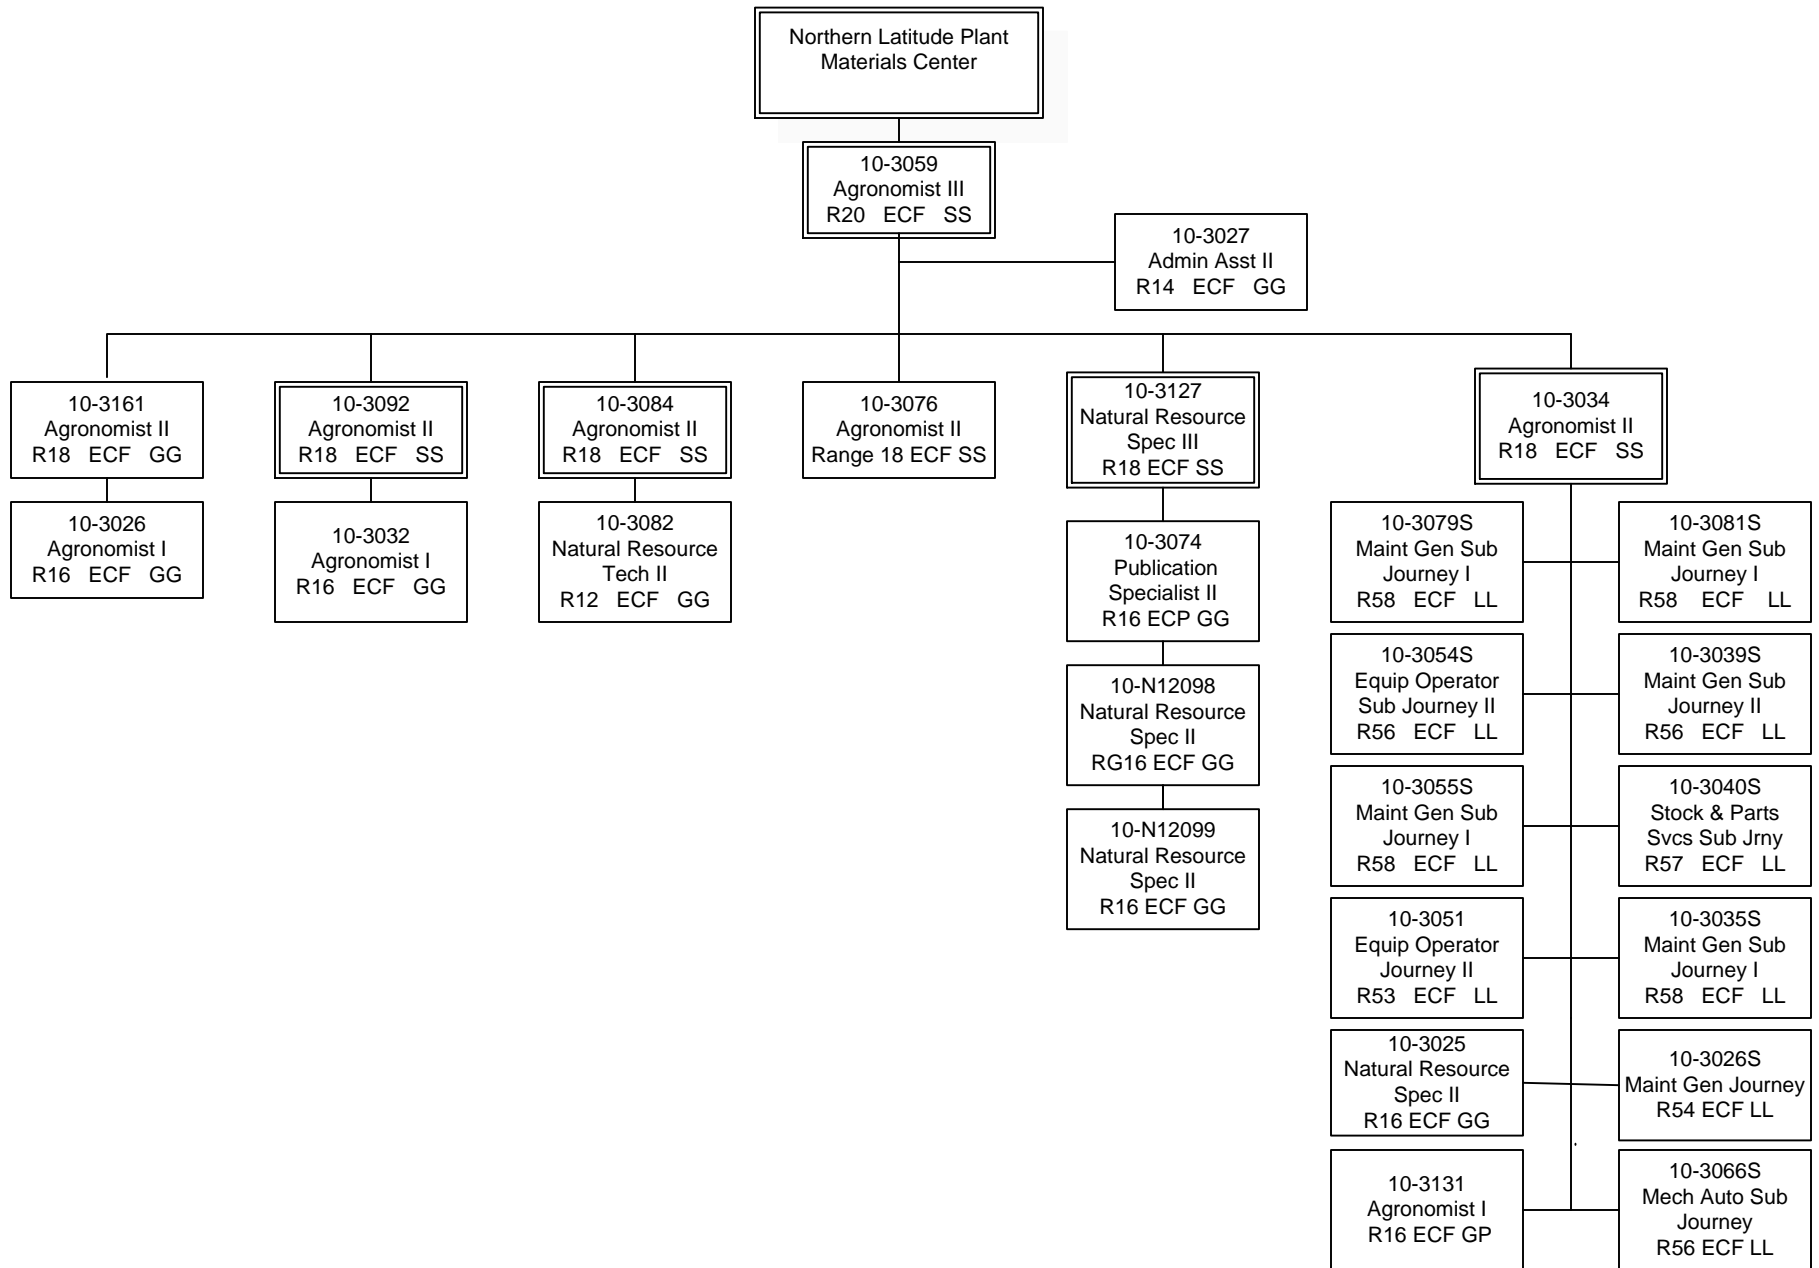 Northern Latitude Plant
Materials Center
10-3059
Agronomist III
R20 ECF SS
10-3027
Admin Asst II
R14 ECF GG
10-3161
Agronomist II
R18 ECF GG
10-3092
Agronomist II
R18 ECF SS
10-3084
Agronomist II
R18 ECF SS
10-3076
Agronomist II
Range 18 ECF SS
10-3127
Natural Resource
Spec III
R18 ECF SS
10-3034
Agronomist II
R18 ECF SS
10-3026
Agronomist I
R16 ECF GG
10-3032
Agronomist I
R16 ECF GG
10-3082
Natural Resource
Tech II
R12 ECF GG
10-3074
Publication
Specialist II
R16 ECP GG
10-N12098
Natural Resource
Spec II
RG16 ECF GG
10-N12099
Natural Resource
Spec II
R16 ECF GG
10-3079S
Maint Gen Sub
Journey I
R58 ECF LL
10-3081S
Maint Gen Sub
Journey I
R58 ECF LL
10-3054S
Equip Operator
Sub Journey II
R56 ECF LL
10-3039S
Maint Gen Sub
Journey II
R56 ECF LL
10-3055S
Maint Gen Sub
Journey I
R58 ECF LL
10-3040S
Stock & Parts
Svcs Sub Jrny
R57 ECF LL
10-3051
Equip Operator
Journey II
R53 ECF LL
10-3035S
Maint Gen Sub
Journey I
R58 ECF LL
10-3025
Natural Resource
Spec II
R16 ECF GG
10-3026S
Maint Gen Journey
R54 ECF LL
10-3131
Agronomist I
R16 ECF GP
10-3066S
Mech Auto Sub
Journey
R56 ECF LL